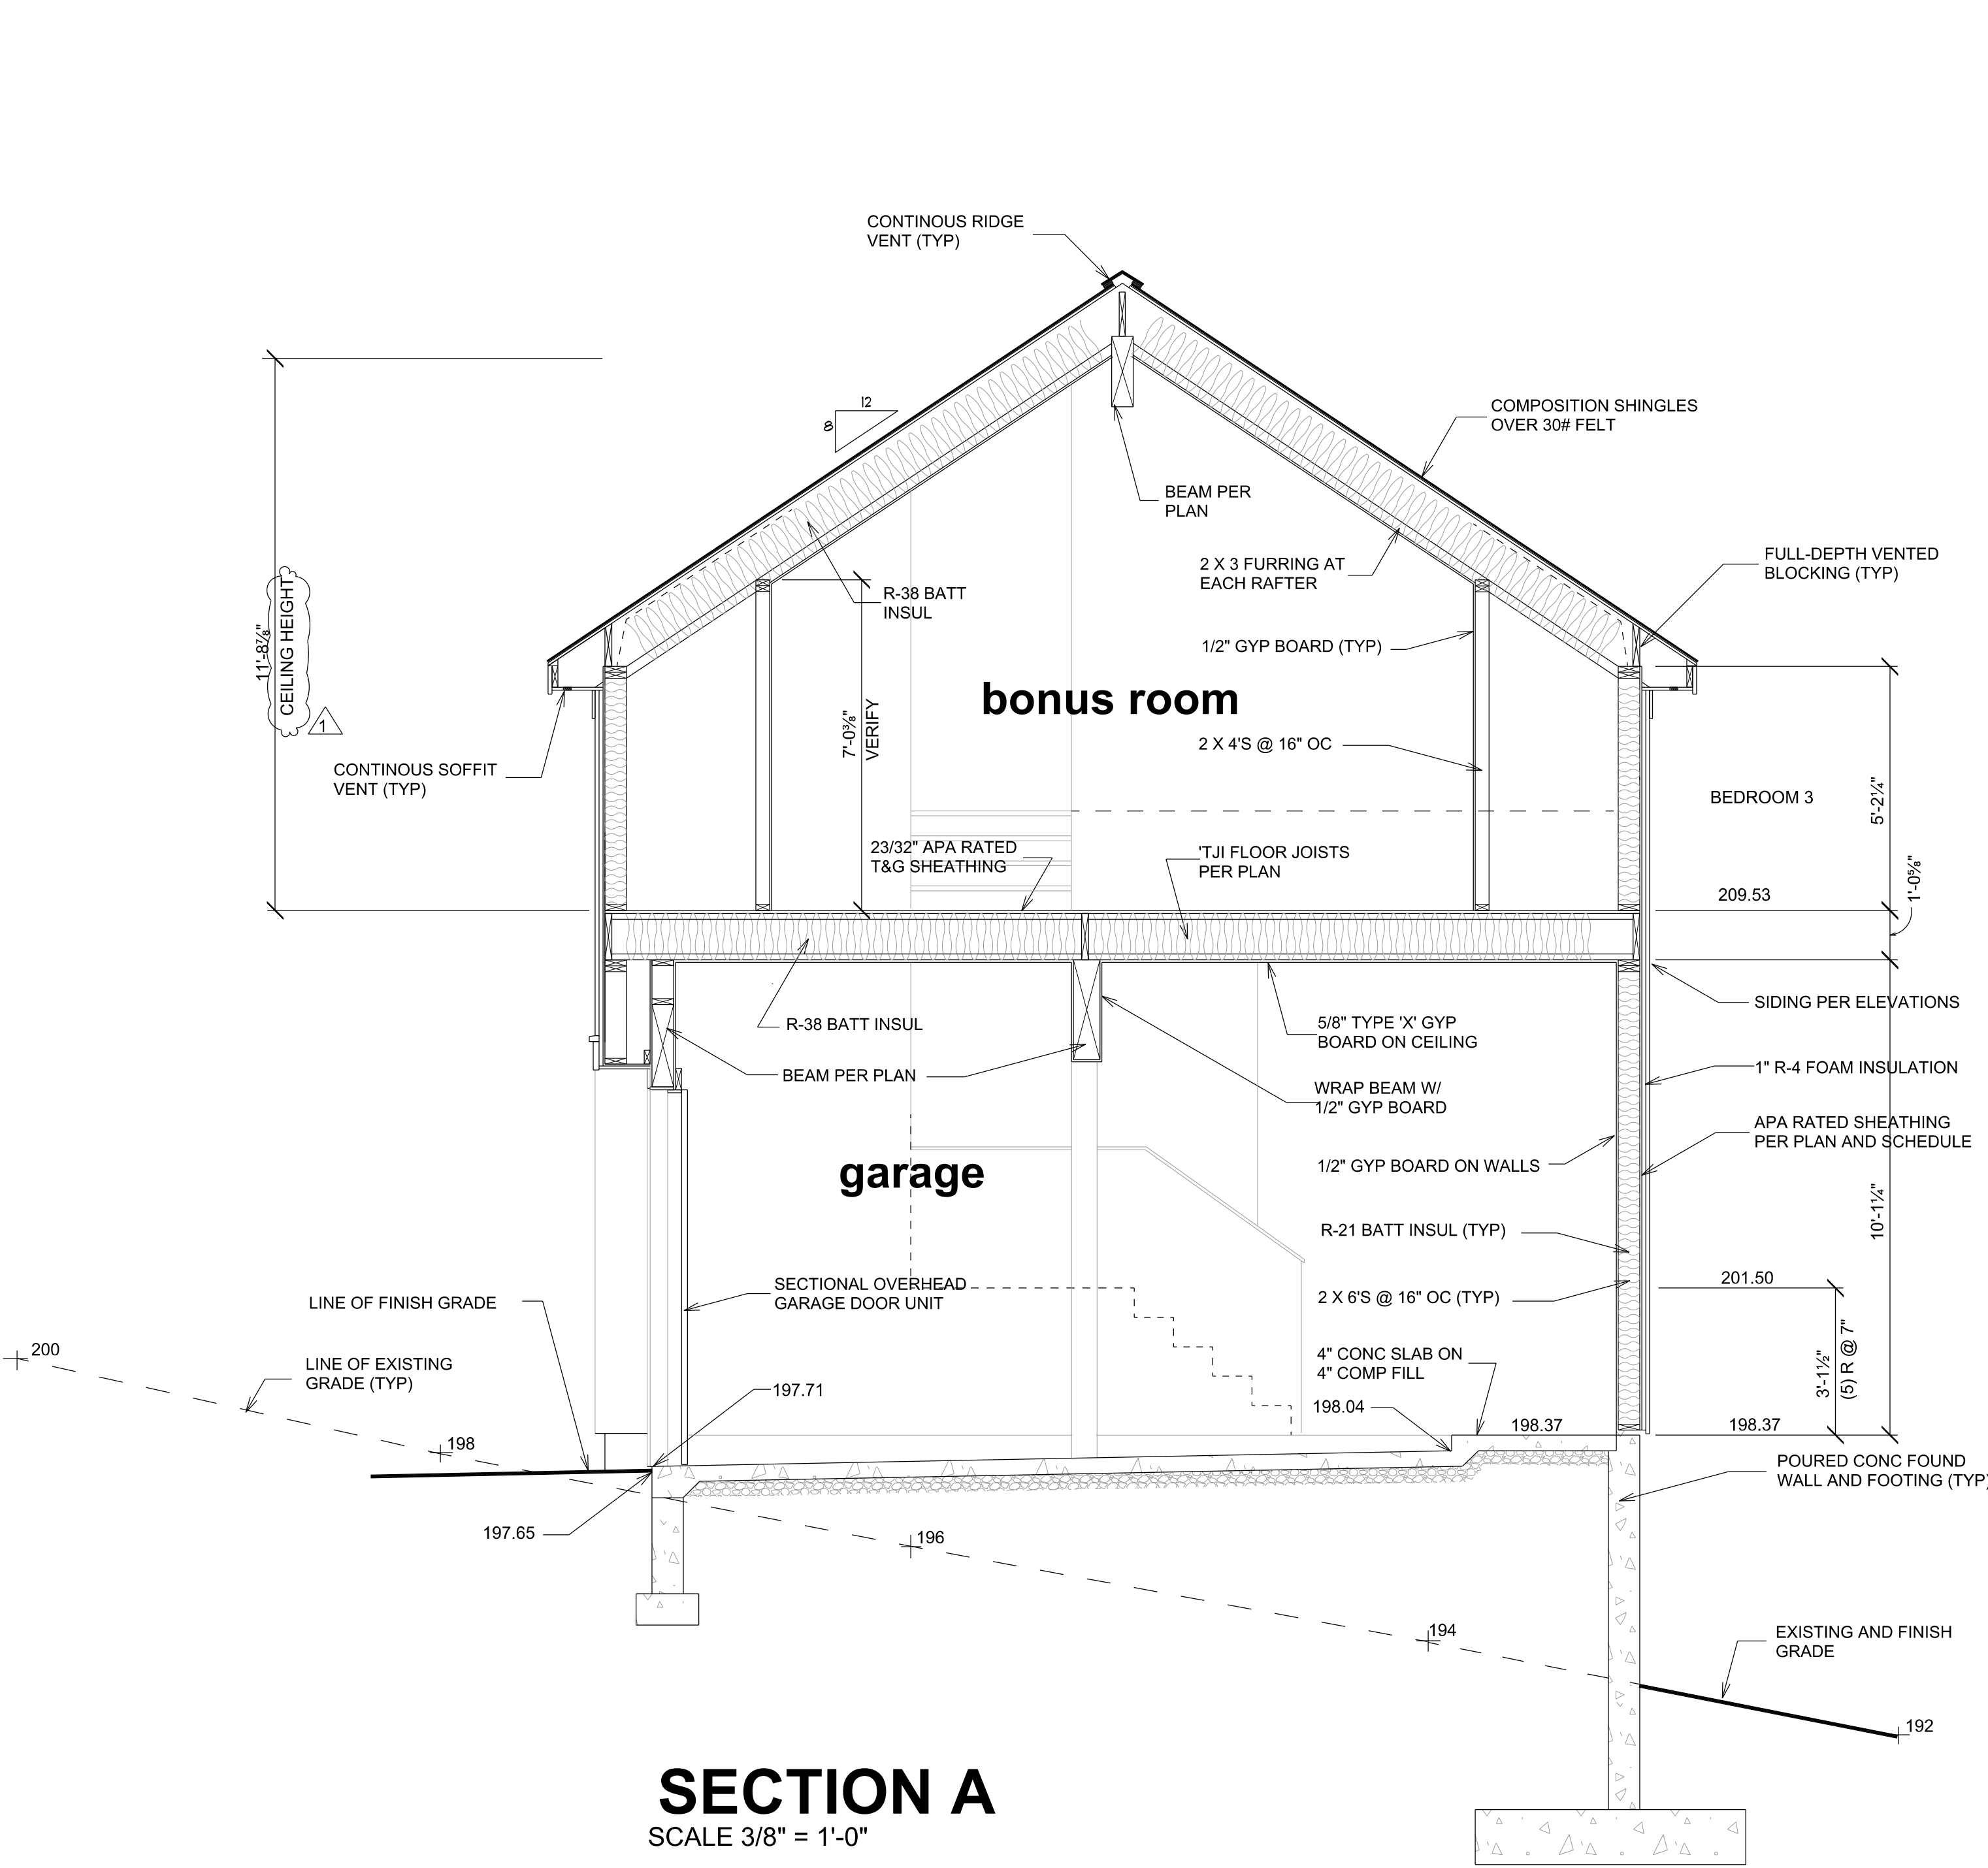 CONTINOUS RIDGE
VENT (TYP)
12
8
COMPOSITION SHINGLES
OVER 30# FELT
BEAM PER
PLAN
FULL-DEPTH VENTED
BLOCKING (TYP)
2 X 3 FURRING AT
EACH RAFTER
R-38 BATT
INSUL
11'-8⅞"
CEILING HEIGHT
1
1/2" GYP BOARD (TYP)
bonus room
7'-0⅜"
VERIFY
2 X 4'S @ 16" OC
CONTINOUS SOFFIT
VENT (TYP)
BEDROOM 3
5'-2¼"
23/32" APA RATED
T&G SHEATHING
'TJI FLOOR JOISTS
PER PLAN
209.53
1'-0⅝"
SIDING PER ELEVATIONS
R-38 BATT INSUL
5/8" TYPE 'X' GYP
BOARD ON CEILING
BEAM PER PLAN
1" R-4 FOAM INSULATION
WRAP BEAM W/
1/2" GYP BOARD
APA RATED SHEATHING
PER PLAN AND SCHEDULE
garage
1/2" GYP BOARD ON WALLS
10'-1¼"
R-21 BATT INSUL (TYP)
201.50
SECTIONAL OVERHEAD
GARAGE DOOR UNIT
2 X 6'S @ 16" OC (TYP)
LINE OF FINISH GRADE
200
LINE OF EXISTING
GRADE (TYP)
4" CONC SLAB ON
4" COMP FILL
3'-1½"
(5) R @ 7"
197.71
198.04
198.37
198.37
198
POURED CONC FOUND
WALL AND FOOTING (TYP)
197.65
196
194
EXISTING AND FINISH
GRADE
192
SECTION A
SCALE 3/8" = 1'-0"